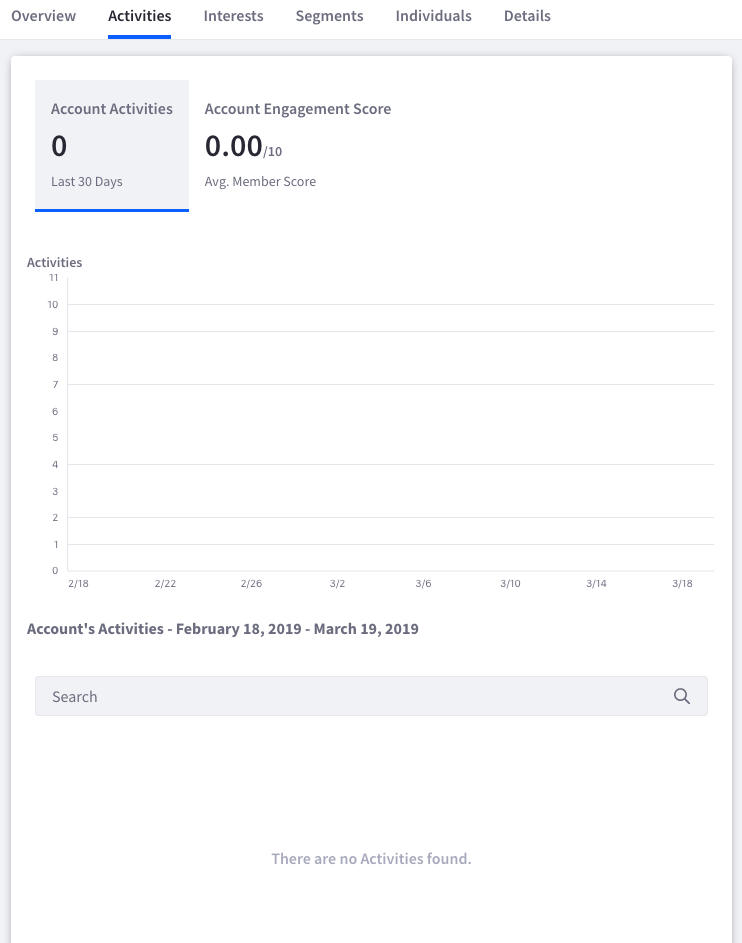 Overview Activities Interests Segments Individuals Details
Account Activities
0
Last 30 Days
Account Engagement Score
0.00/10
Avg. Member Score
Activities
11
10
9
8
7
6
5
4
3
2
1
0
2/18 2/22 2/26 3/2 3/6 3/10 3/14 3/18
Account's Activities - February 18, 2019 - March 19, 2019
Search
There are no Activities found.